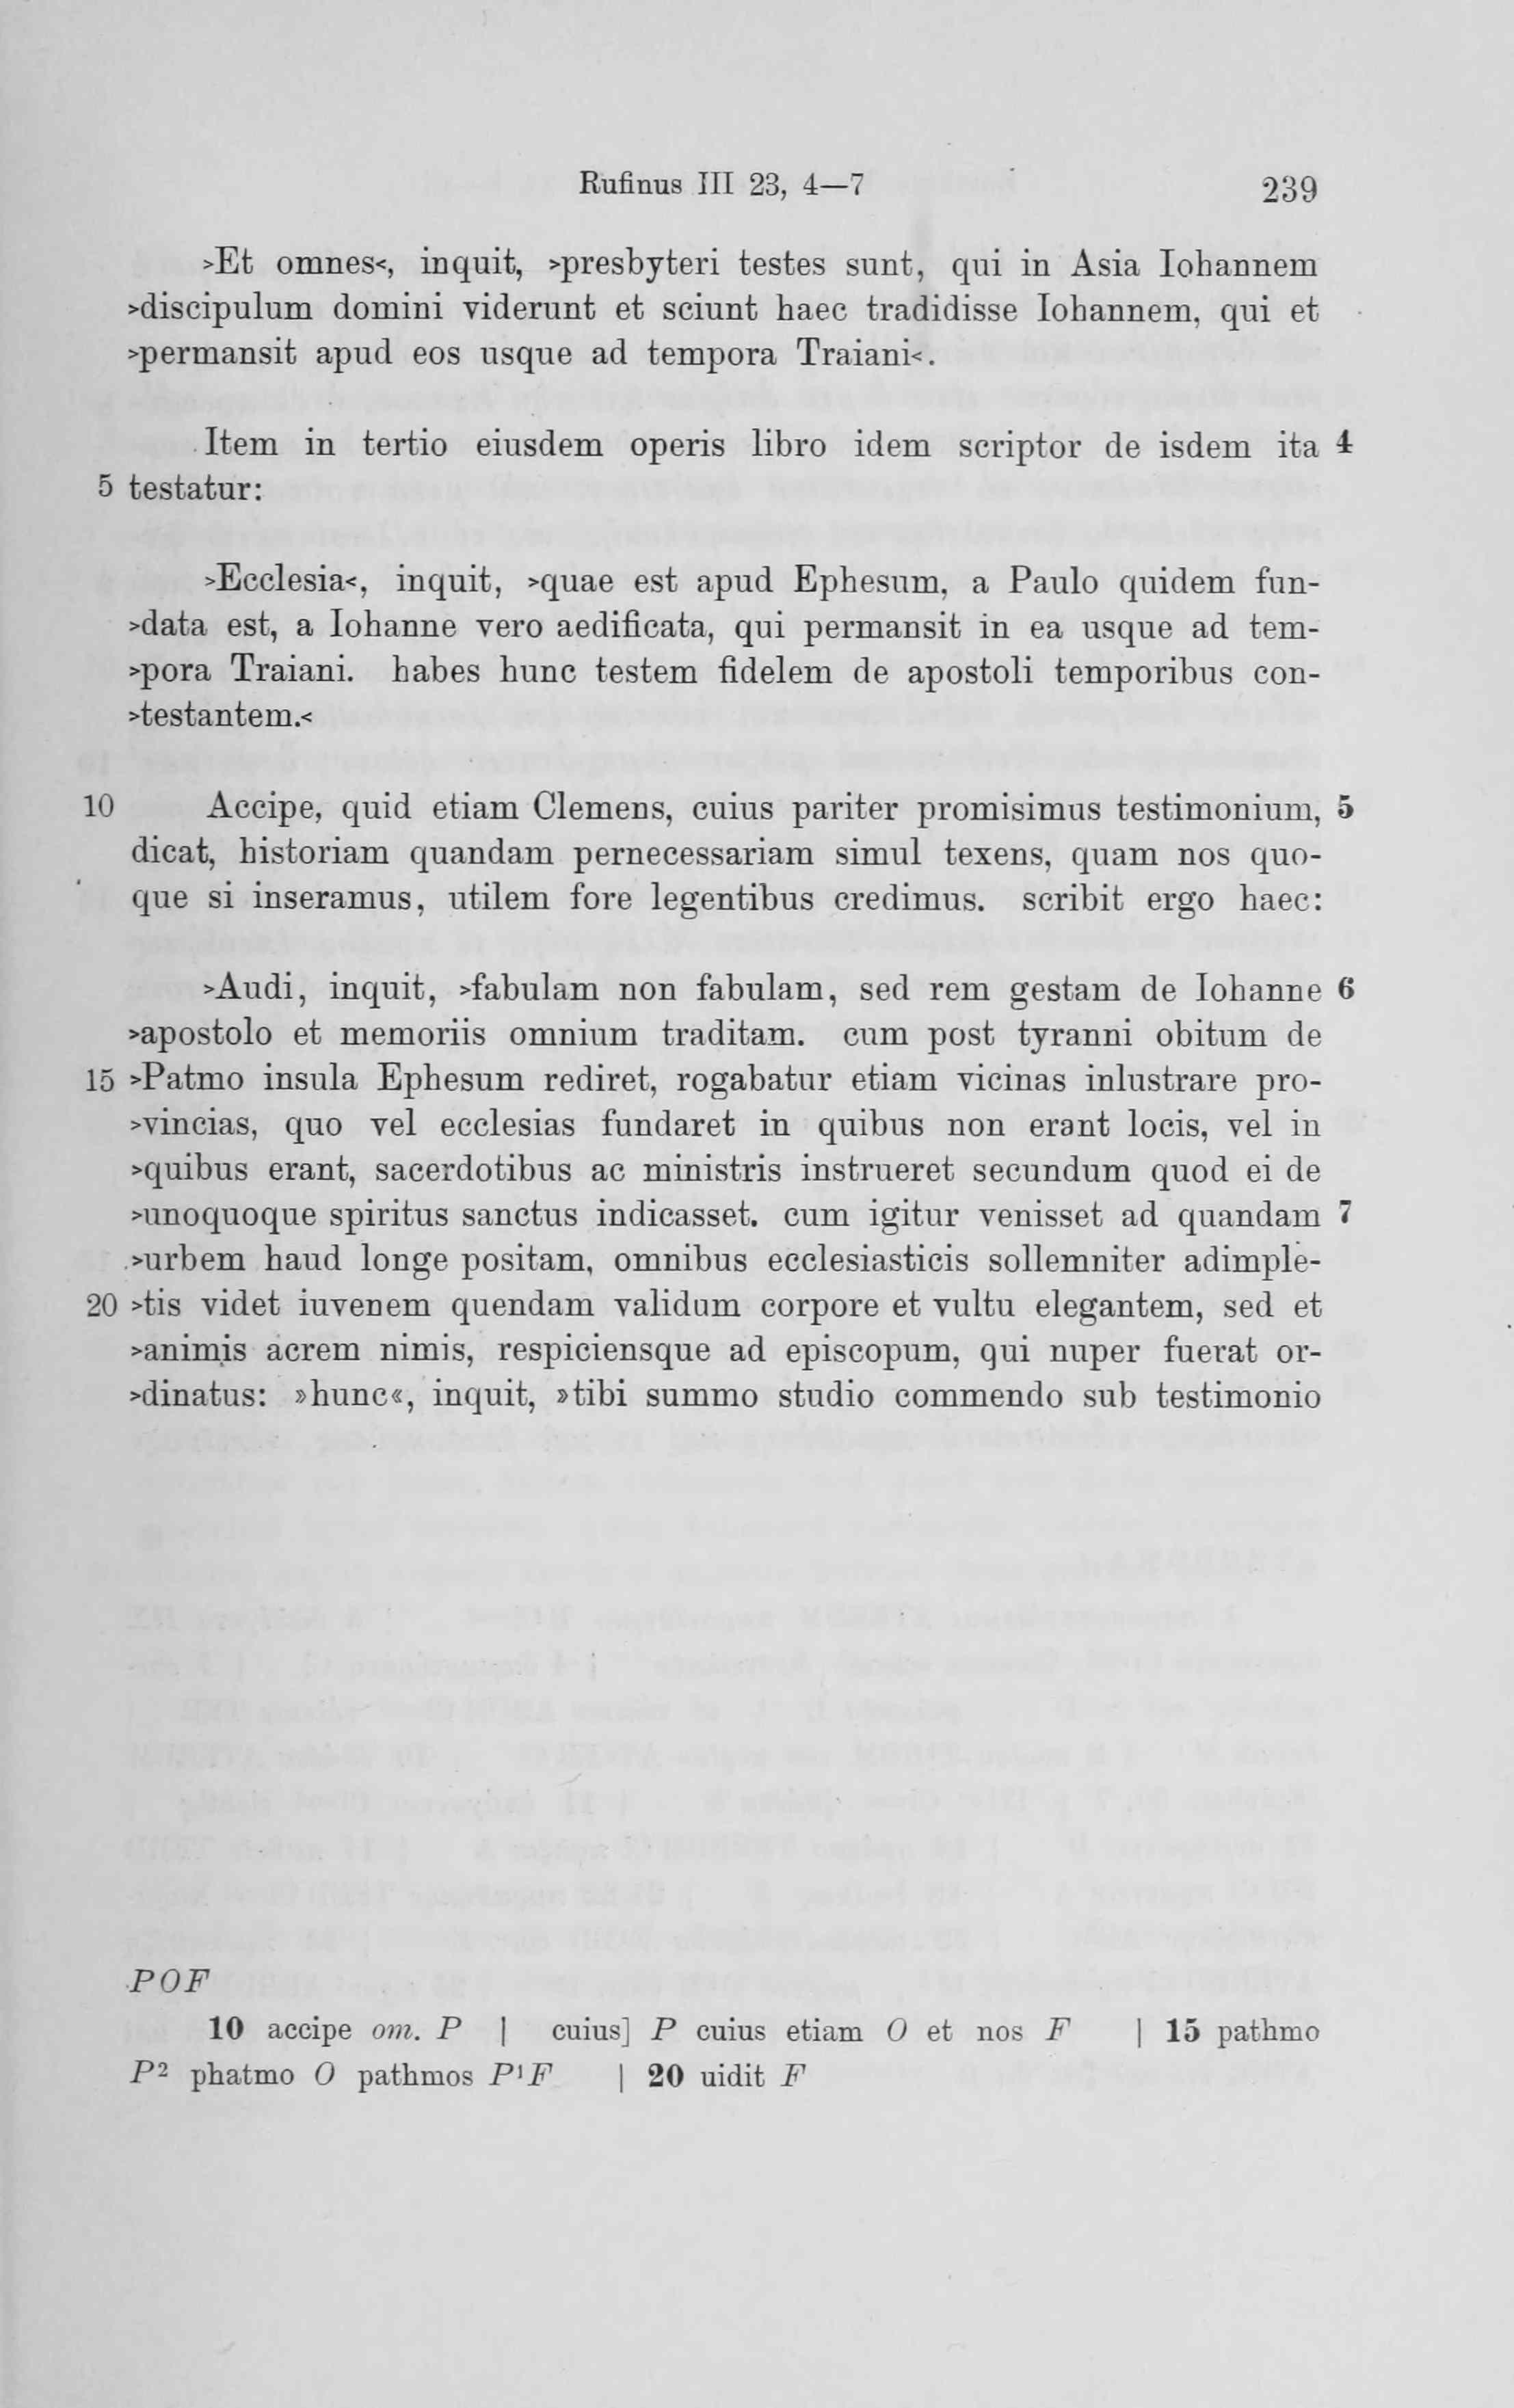 Rufinus III 23, 4—7 239
>Et omnes<, inquit, >presbyteri testes sunt, qui in Asia Iohannem
>discipulum domini viderunt et sciunt haec tradidisse Iohannem, qui et
>permansit apud eos usque ad tempora Traiani<.
Item in tertio eiusdem operis libro idem scriptor de isdem ita 4
5 testatur:
>Ecclesia<, inquit, >quae est apud Ephesum, a Paulo quidem fun-
>data est, a Iohanne vero aedificata, qui permansit in ea usque ad tem-
>pora Traiani. habes hunc testem fidelem de apostoli temporibus con-
>testantem.<
10 Accipe, quid etiam Clemens, cuius pariter promisimus testimonium, 5
dicat, historiam quandam pernecessariam simul texens, quam nos quo-
que si inseramus, utilem fore legentibus credimus. scribit ergo haec:
>Audi, inquit, >fabulam non fabulam, sed rem gestam de Iohanne 6
>apostolo et memoriis omnium traditam. cum post tyranni obitum de
15 >Patmo insula Ephesum rediret, rogabatur etiam vicinas inlustrare pro-
>vincias, quo vel ecclesias fundaret in quibus non erant locis, vel in
>quibus erant, sacerdotibus ac ministris instrueret secundum quod ei de
>unoquoque spiritus sanctus indicasset. cum igitur venisset ad quandam 7
>urbem haud longe positam, omnibus ecclesiasticis sollemniter adimple-
20 >tis videt iuvenem quendam validum corpore et vultu elegantem, sed et
>animis acrem nimis, respiciensque ad episcopum, qui nuper fuerat or-
>dinatus: »hunc«, inquit, »tibi summo studio commendo sub testimonio
POF
10 accipe om. P | cuius] P cuius etiam O et nos F | 15 pathmo
P² phatmo O pathmos P¹F | 20 uidit F